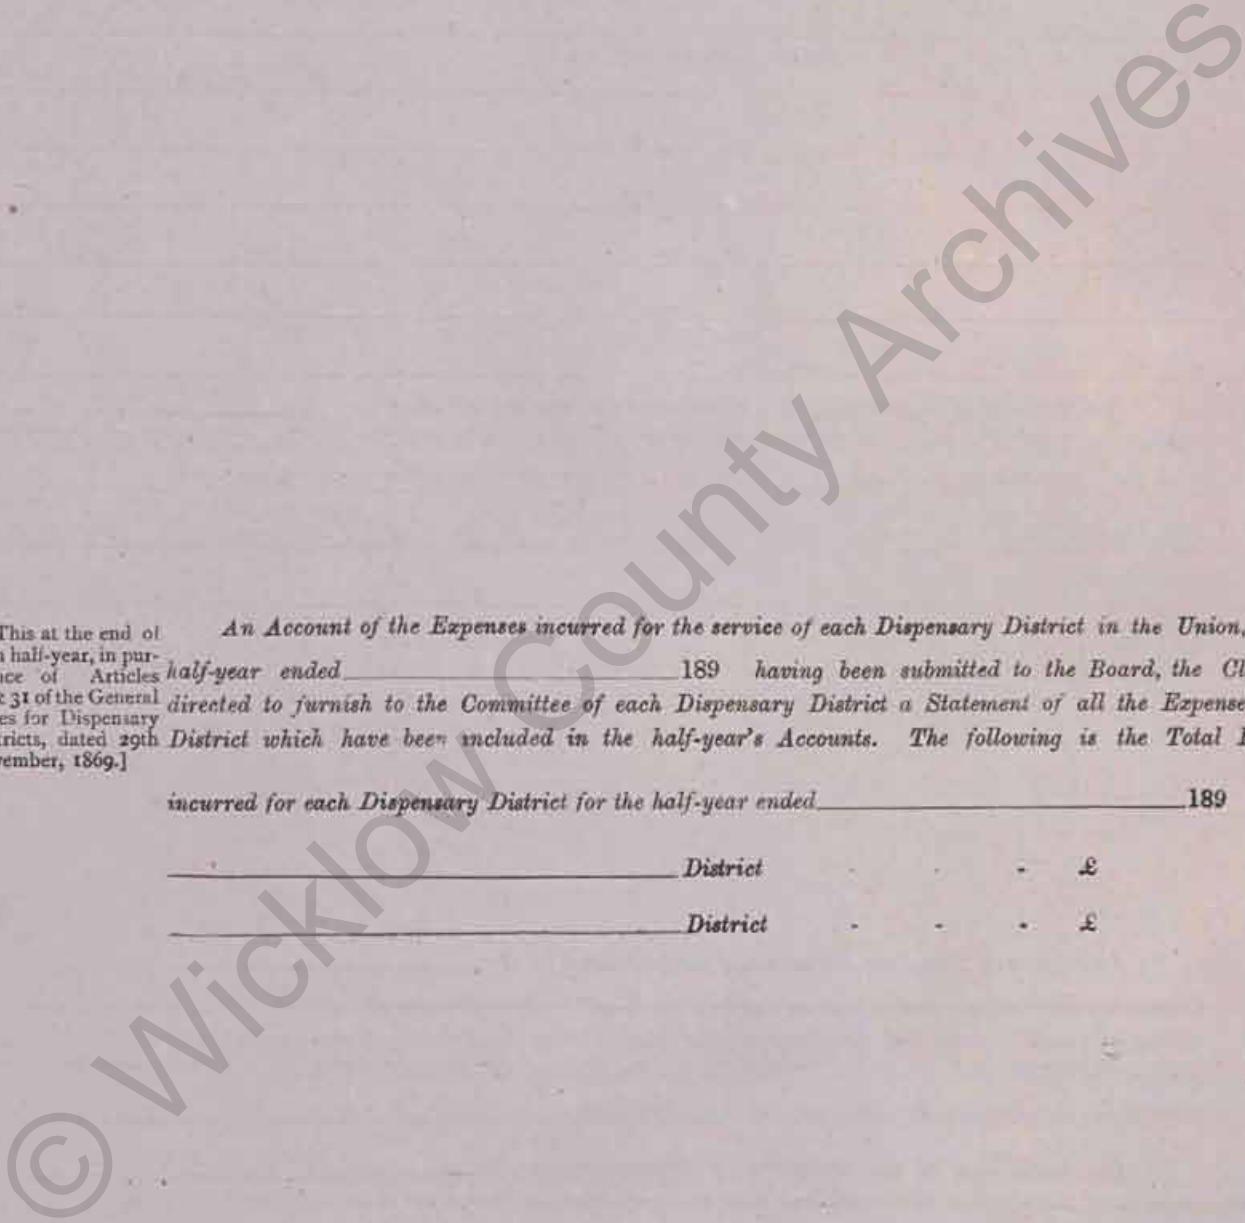 This at the end of
half-year, in pur-
of Articles
31 of the General
for Dispensary
dated 29th
1869.]
An Account of the Expenses incurred for the service of each Dispensary District in the Union,
half-year ended 189 having been submitted to the Board, the Cl
directed to furnish to the Committee of each Dispensary District a Statement of all the Expense
District which have been included in the half-year's Accounts. The following is the Total
incurred for each Dispensary District for the half-year ended 189
District - - - £
District - - - £
© Wicklow County Archives